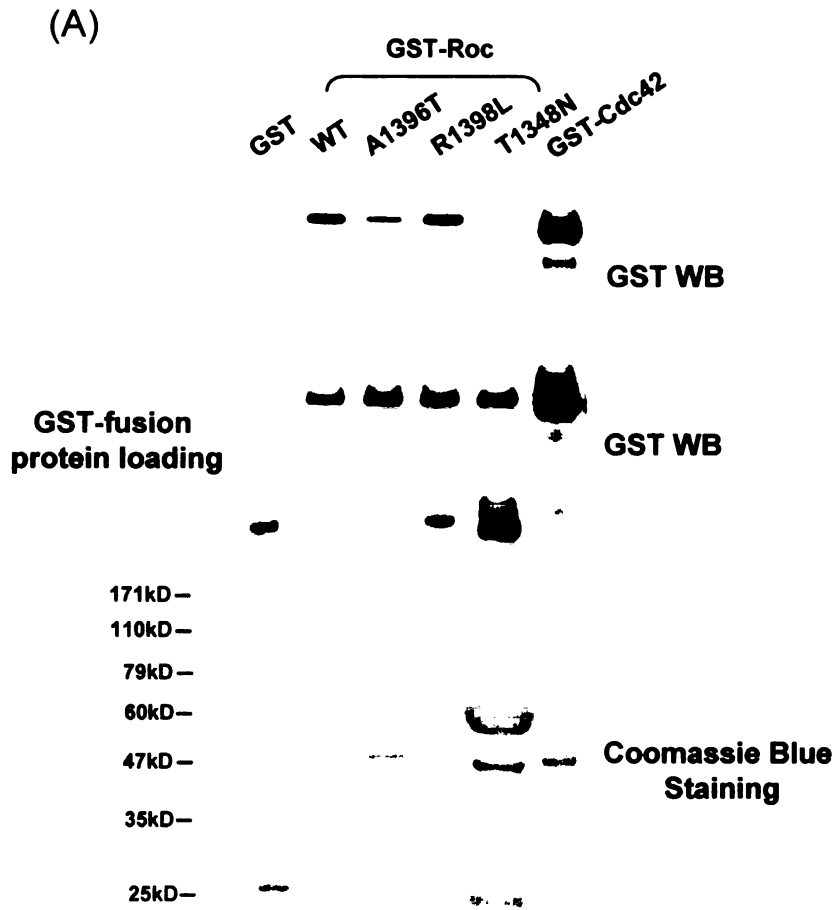 (A)
GST-Roc
GST WT A1396T R1398L T1348N GST-Cdc42
GST WB
GST-fusion
protein loading
GST WB
171kD
110kD
79kD
60kD
47kD
35kD
25kD
Coomassie Blue
Staining